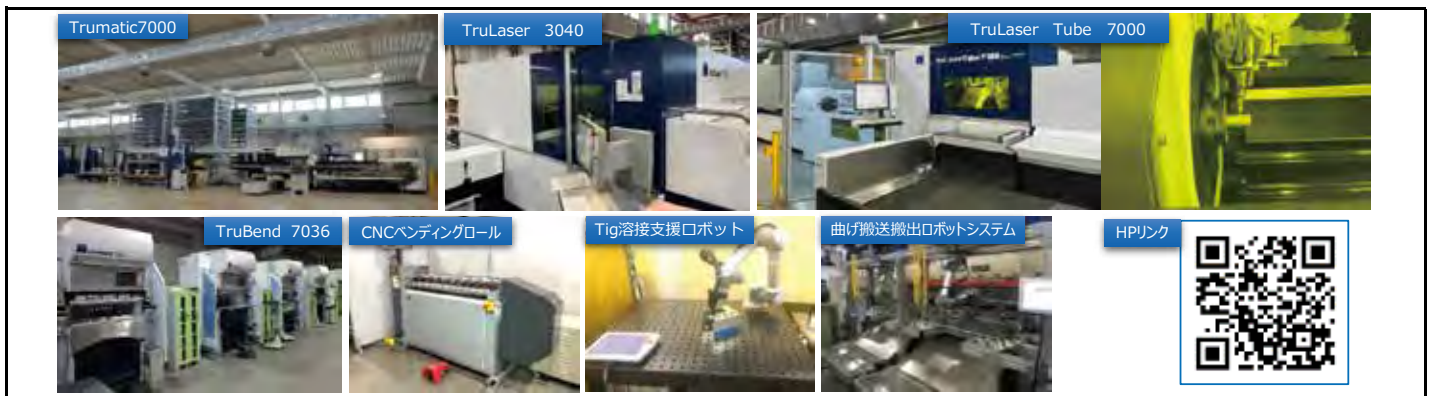 Trumatic7000
TruLaser 3040
TruLaser Tube 7000
TruBend 7036
CNCベンディングロール
Tig溶接支援ロボット
曲げ搬送搬出ロボットシステム
HPリンク